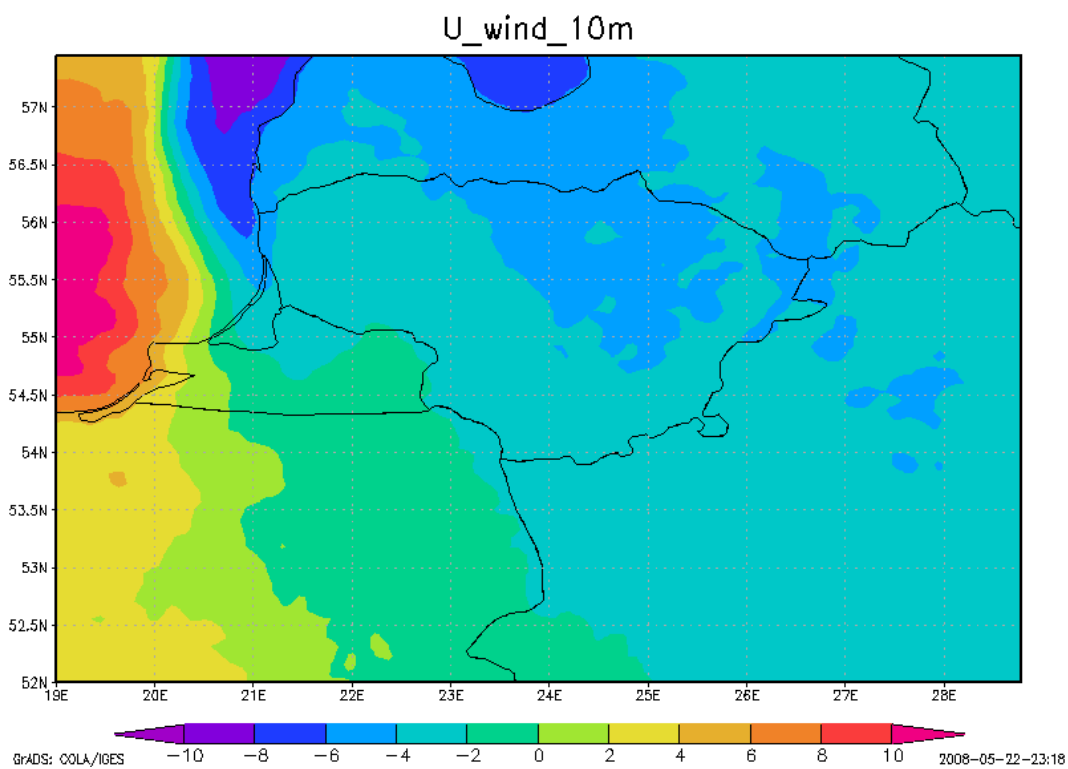 U_wind_10m
57N
56.5N
56N
55.5N
55N
54.5N
54N
53.5N
53N
52.5N
52N
19E 20E 21E 22E 23E 24E 25E 26E 27E 28E
-10 -8 -6 -4 -2 0 2 4 6 8 10
GrADS: COLA/IGES 2008-05-22-23:18